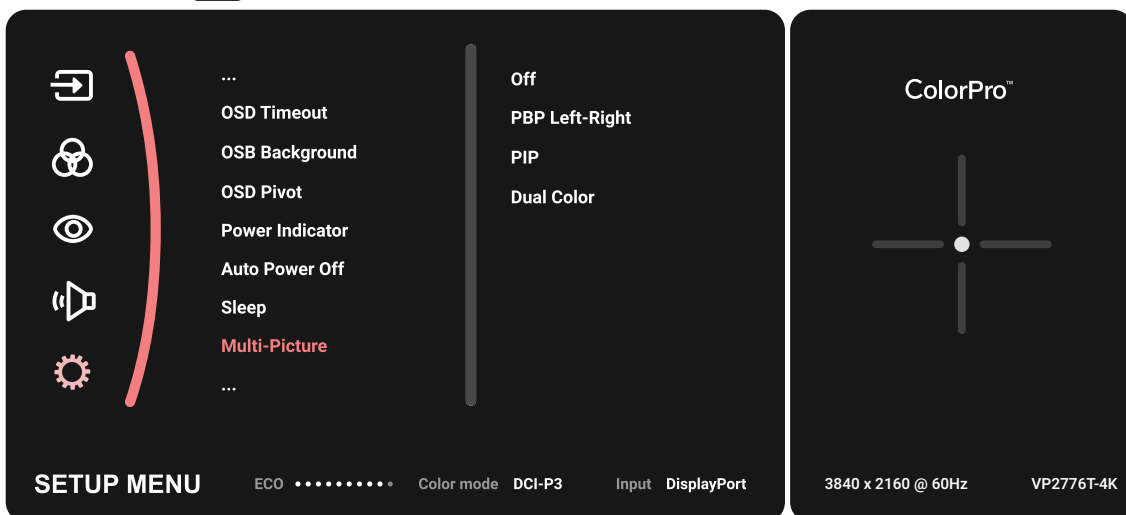 ...
OSD Timeout
OSB Background
OSD Pivot
Power Indicator
Auto Power Off
Sleep
Multi-Picture
...
Off
PBP Left-Right
PIP
Dual Color
ColorPro™
SETUP MENU
ECO
Color mode DCI-P3
Input DisplayPort
3840 x 2160 @ 60Hz
VP2776T-4K